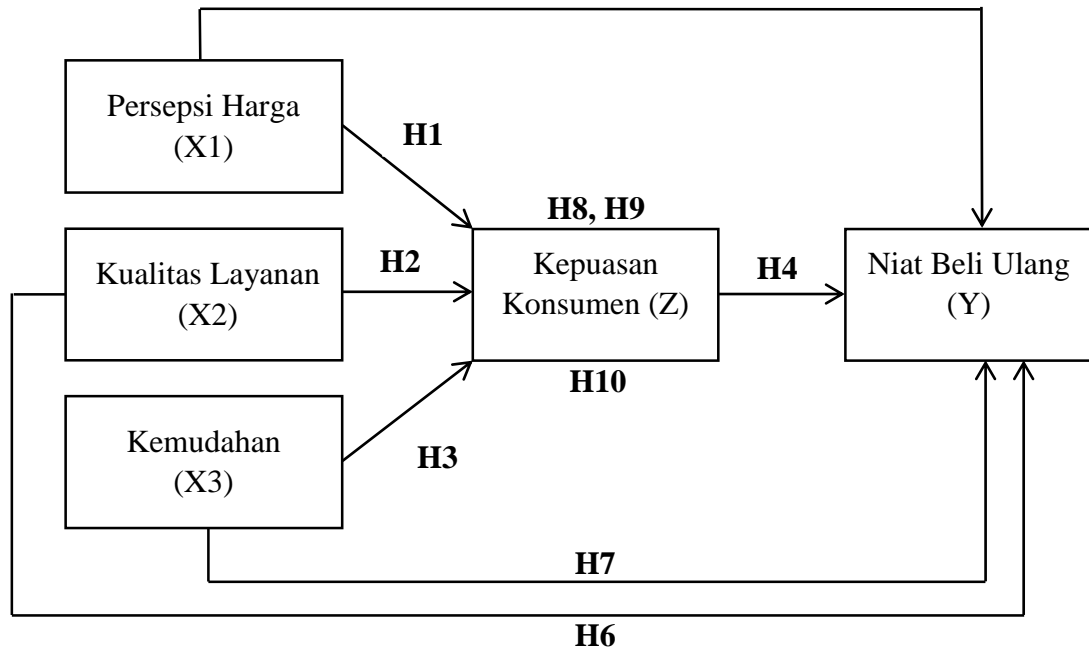 Persepsi Harga
(X1)
H1
H8, H9
Kualitas Layanan
(X2)
H2
Kepuasan
Konsumen (Z)
H4
Niat Beli Ulang
(Y)
H10
Kemudahan
(X3)
H3
H7
H6